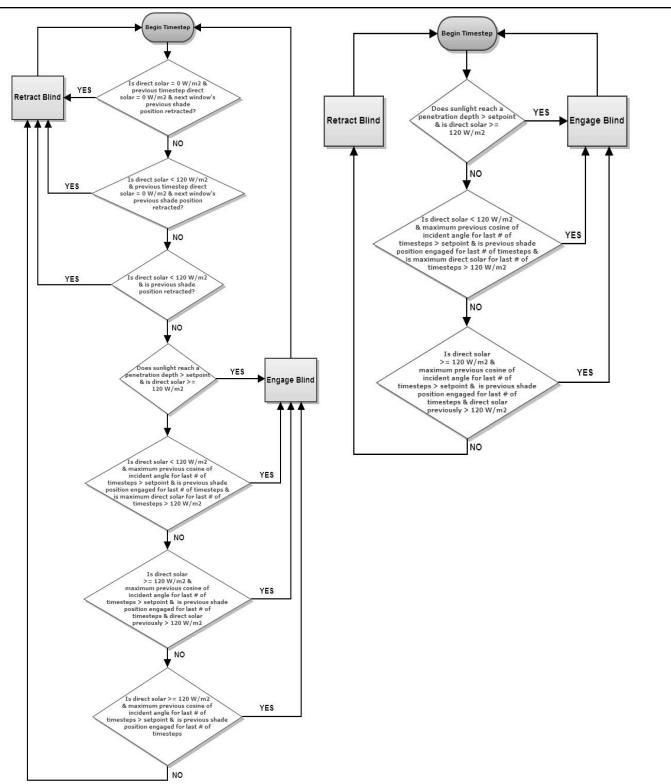 Begin Timestep
Retract Blind
YES
Is direct solar = 0 W/m2 &
previous timestep direct
solar = 0 W/m2 & next window's
previous shade
position retracted?
NO
YES
Is direct solar < 120 W/m2
& previous timestep direct
solar = 0 W/m2 & next window's
previous shade position
retracted?
NO
YES
Is direct solar < 120 W/m2
& is previous shade
position retracted?
NO
Does sunlight reach a
penetration depth > setpoint
& is direct solar >=
120 W/m2
YES
Engage Blind
NO
Is direct solar < 120 W/m2
& maximum previous cosine of
incident angle for last # of
timesteps > setpoint & is previous shade
position engaged for last # of timesteps &
is maximum direct solar for last # of
timesteps > 120 W/m2
YES
NO
Is direct solar
>= 120 W/m2 &
maximum previous cosine of
incident angle for last # of
timesteps > setpoint & is previous shade
position engaged for last # of
timesteps & direct solar
previously > 120 W/m2
YES
NO
Is direct solar >= 120 W/m2
& maximum previous cosine of
incident angle for last # of
timesteps > setpoint & is previous shade
position engaged for last # of
timesteps
YES
NO
Begin Timestep
Retract Blind
Does sunlight reach a
penetration depth > setpoint
& is direct solar >=
120 W/m2
YES
Engage Blind
NO
Is direct solar < 120 W/m2
& maximum previous cosine of
incident angle for last # of
timesteps > setpoint & is previous shade
position engaged for last # of timesteps &
is maximum direct solar for last # of
timesteps > 120 W/m2
YES
NO
Is direct solar
>= 120 W/m2 &
maximum previous cosine of
incident angle for last # of
timesteps > setpoint & is previous shade
position engaged for last # of
timesteps & direct solar
previously > 120 W/m2
YES
NO